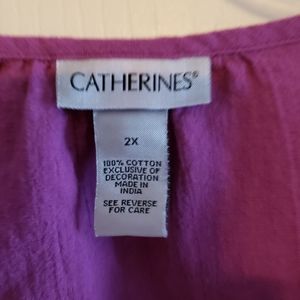 CATHERINES®
2X
100% COTTON
EXCLUSIVE OF
DECORATION
MADE IN
INDIA
SEE REVERSE
FOR CARE